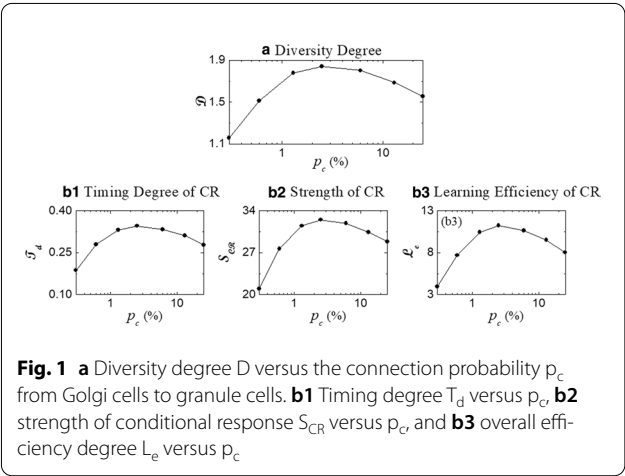 a Diversity Degree
1.9
1.5
1.1
𝒟
1
10
p_c (%)
b1 Timing Degree of CR
b2 Strength of CR
b3 Learning Efficiency of CR
0.40
0.25
0.10
𝒯_d
1
10
p_c (%)
34
27
20
S_𝒞ℛ
1
10
p_c (%)
13
8
3
(b3)
ℒ_e
1
10
p_c (%)
Fig. 1 a Diversity degree D versus the connection probability p_c
from Golgi cells to granule cells. b1 Timing degree T_d versus p_c, b2
strength of conditional response S_CR versus p_c, and b3 overall effi-
ciency degree L_e versus p_c